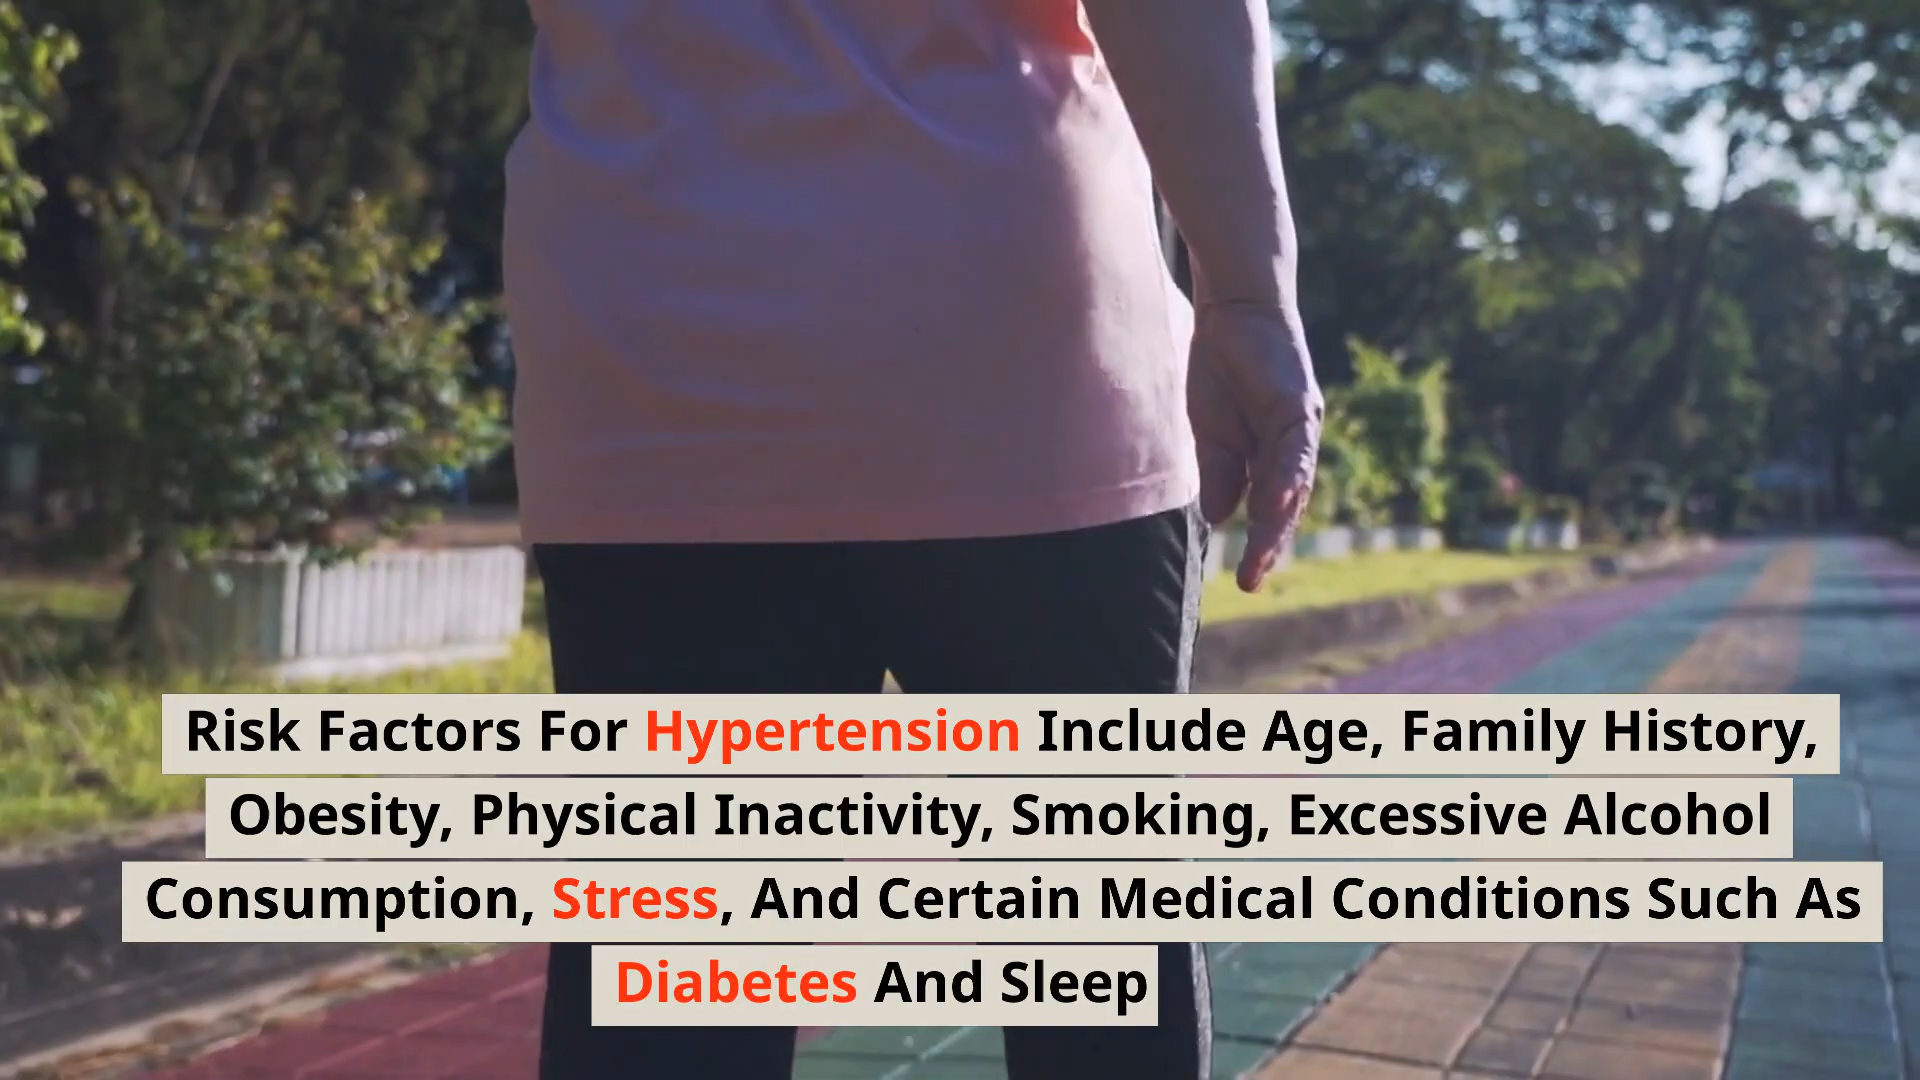 Risk Factors For Hypertension Include Age, Family History,
Obesity, Physical Inactivity, Smoking, Excessive Alcohol
Consumption, Stress, And Certain Medical Conditions Such As
Diabetes And Sleep